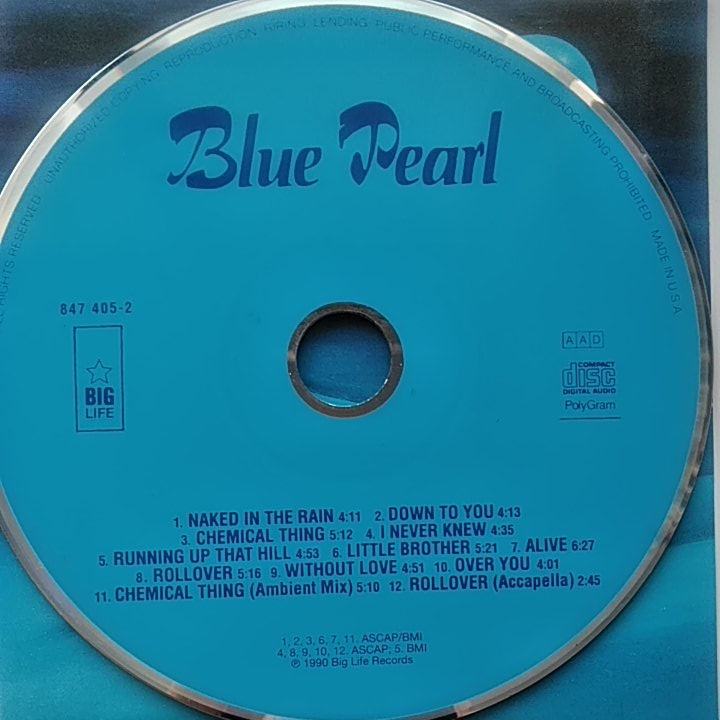 ALL RIGHTS RESERVED · UNAUTHORIZED COPYING REPRODUCTION HIRING LENDING PUBLIC PERFORMANCE AND BROADCASTING PROHIBITED MADE IN U.S.A
Blue Pearl
847 405-2
BIG
LIFE
AAD
COMPACT
disc
DIGITAL AUDIO
PolyGram
1. NAKED IN THE RAIN 4:11 2. DOWN TO YOU 4:13
3. CHEMICAL THING 5:12 4. I NEVER KNEW 4:35
5. RUNNING UP THAT HILL 4:53 6. LITTLE BROTHER 5:21 7. ALIVE 6:27
8. ROLLOVER 5:16 9. WITHOUT LOVE 4:51 10. OVER YOU 4:01
11. CHEMICAL THING (Ambient Mix) 5:10 12. ROLLOVER (Accapella) 2:45
1, 2, 3, 6, 7, 11. ASCAP/BMI
4, 8, 9, 10, 12. ASCAP, 5. BMI
℗ 1990 Big Life Records